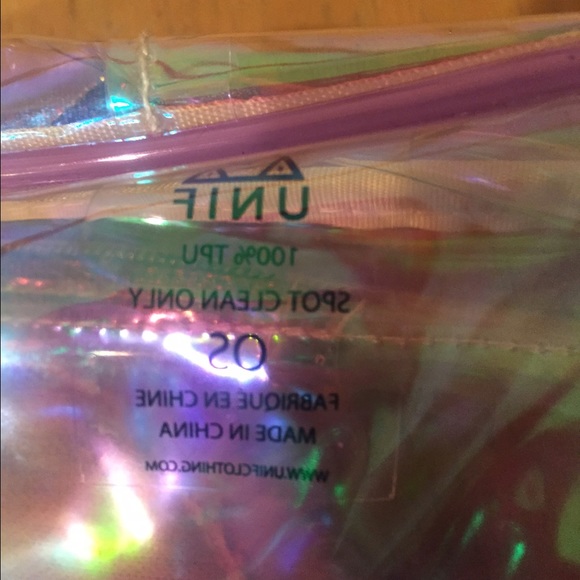 UNIF
100% TPU
SPOT CLEAN ONLY
OS
FABRIQUE EN CHINE
MADE IN CHINA
WWW.UNIFCLOTHING.COM